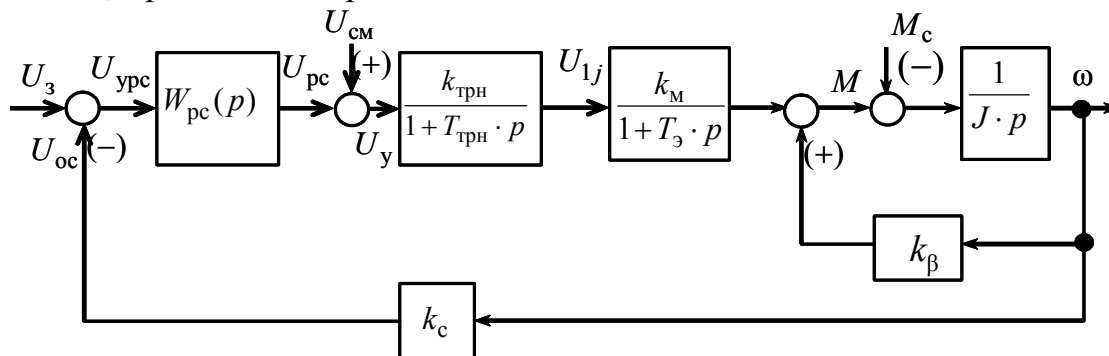 U_см M_с
U_з U_урс U_рс (+) k_трн U_1j k_м M (−) 1 ω
W_рс(p) 1 + T_трн · p 1 + T_э · p J · p
U_ос (−) U_у (+)
k_β
k_с